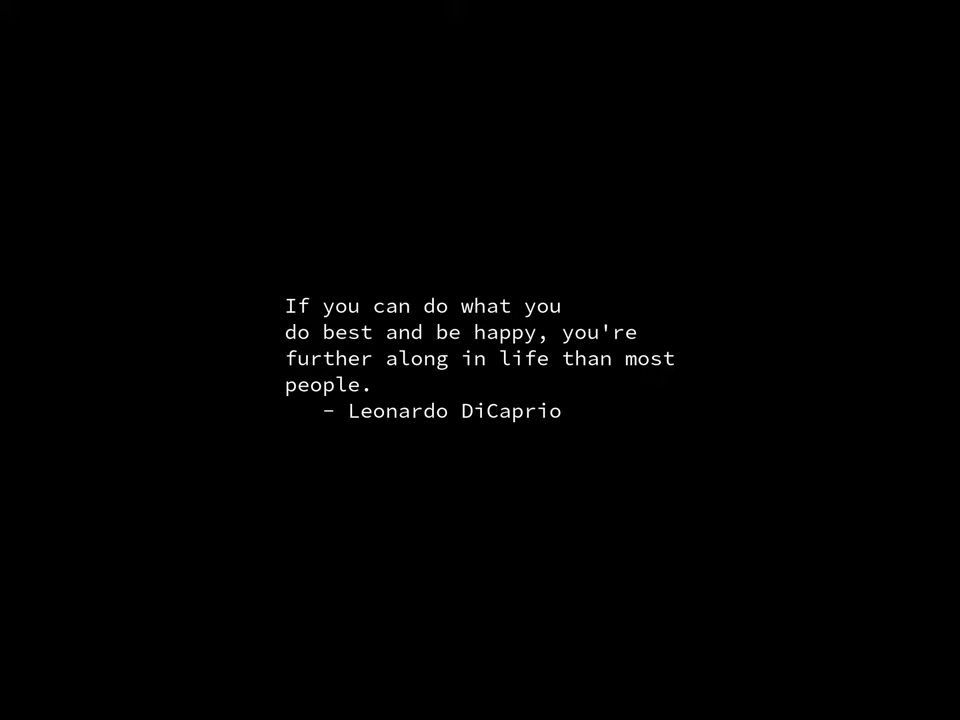 If you can do what you
do best and be happy, you're
further along in life than most
people.
- Leonardo DiCaprio